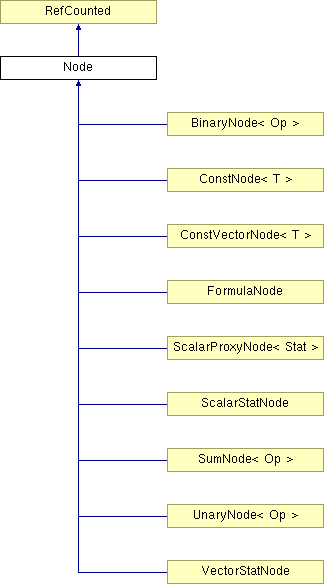 RefCounted
Node
BinaryNode< Op >
ConstNode< T >
ConstVectorNode< T >
FormulaNode
ScalarProxyNode< Stat >
ScalarStatNode
SumNode< Op >
UnaryNode< Op >
VectorStatNode